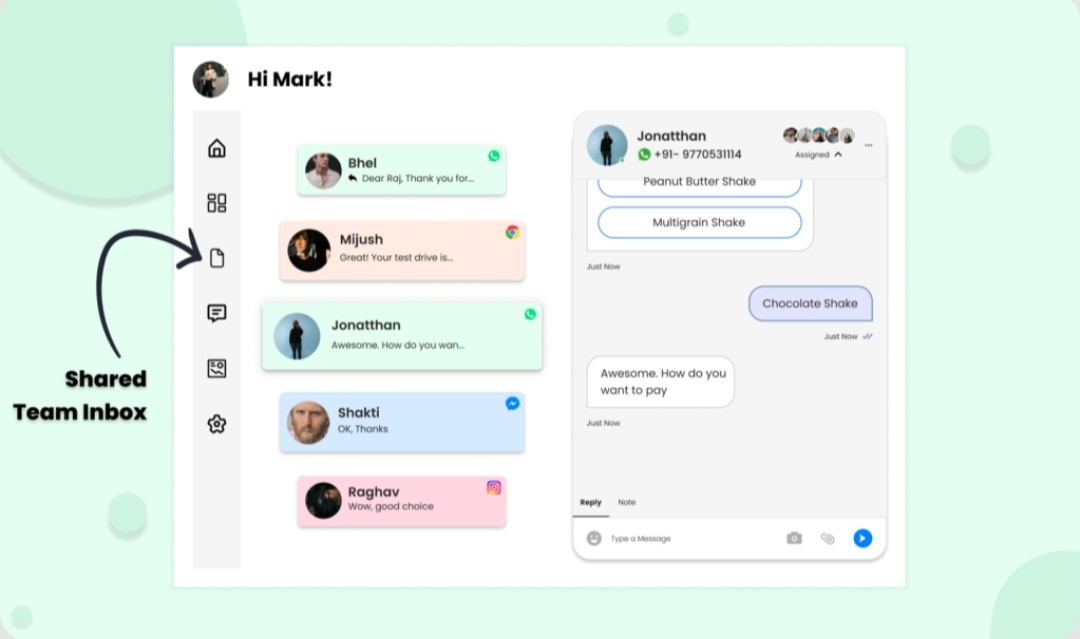 Hi Mark!
Shared
Team Inbox
Bhel
Dear Raj, Thank you for...
Mijush
Great! Your test drive is...
Jonatthan
Awesome. How do you wan...
Shakti
OK, Thanks
Raghav
Wow, good choice
Jonatthan
+91- 9770531114
Assigned
Peanut Butter Shake
Multigrain Shake
Just Now
Chocolate Shake
Just Now
Awesome. How do you
want to pay
Just Now
Reply Note
Type a Message